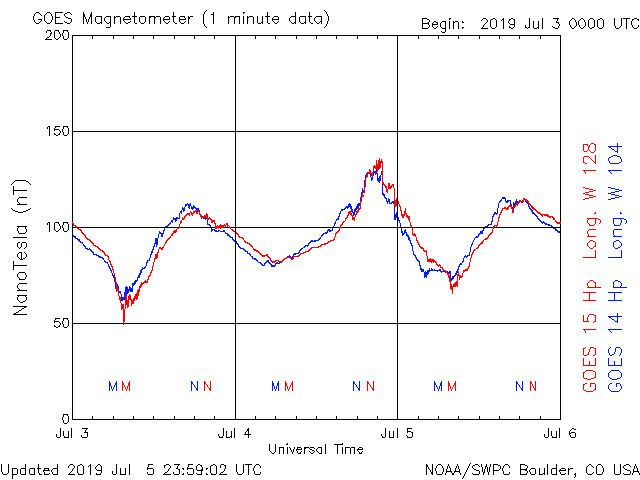 GOES Magnetometer (1 minute data)
Begin: 2019 Jul 3 0000 UTC
200
150
100
50
0
NanoTesla (nT)
M M N N M M N N M M N N
Jul 3 Jul 4 Jul 5 Jul 6
Universal Time
GOES 15 Hp Long. W 128
GOES 14 Hp Long. W 104
Updated 2019 Jul 5 23:59:02 UTC
NOAA/SWPC Boulder, CO USA